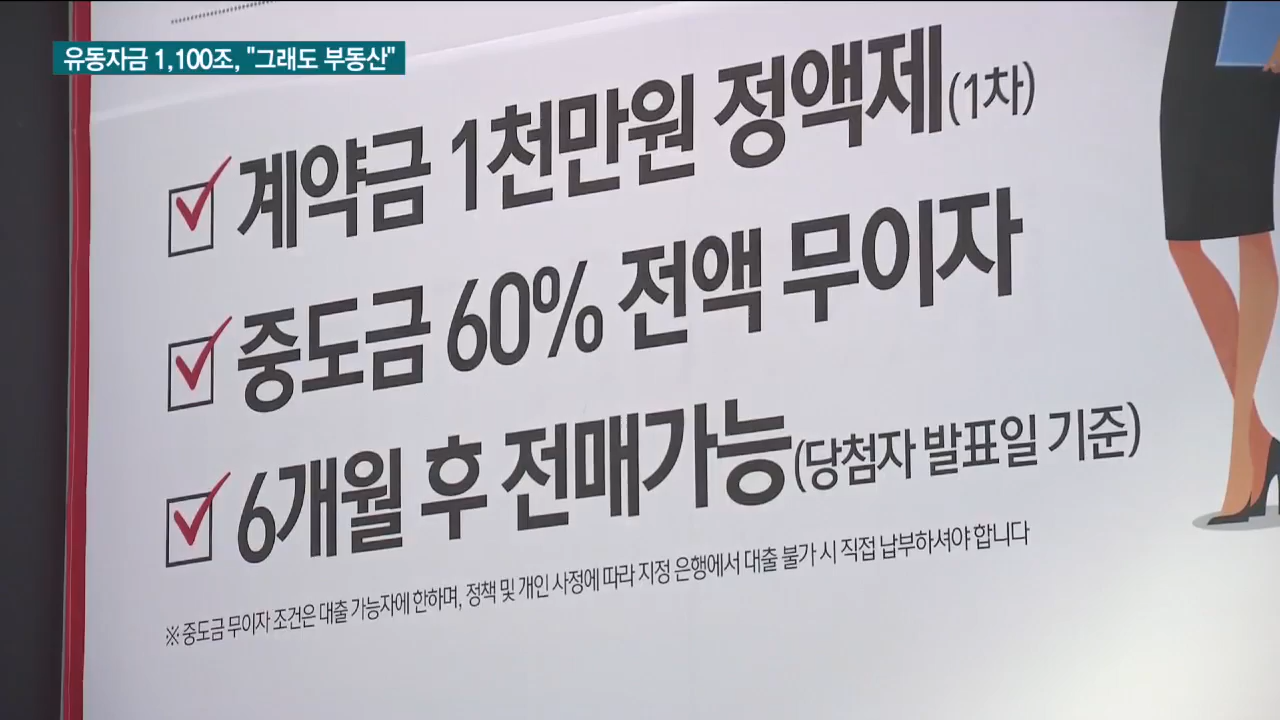 유동자금 1,100조, "그래도 부동산"
계약금 1천만원 정액제(1차)
중도금 60% 전액 무이자
6개월 후 전매가능(당첨자 발표일 기준)
※ 중도금 무이자 조건은 대출 가능자에 한하며, 정책 및 개인 사정에 따라 지정 은행에서 대출 불가 시 직접 납부하셔야 합니다